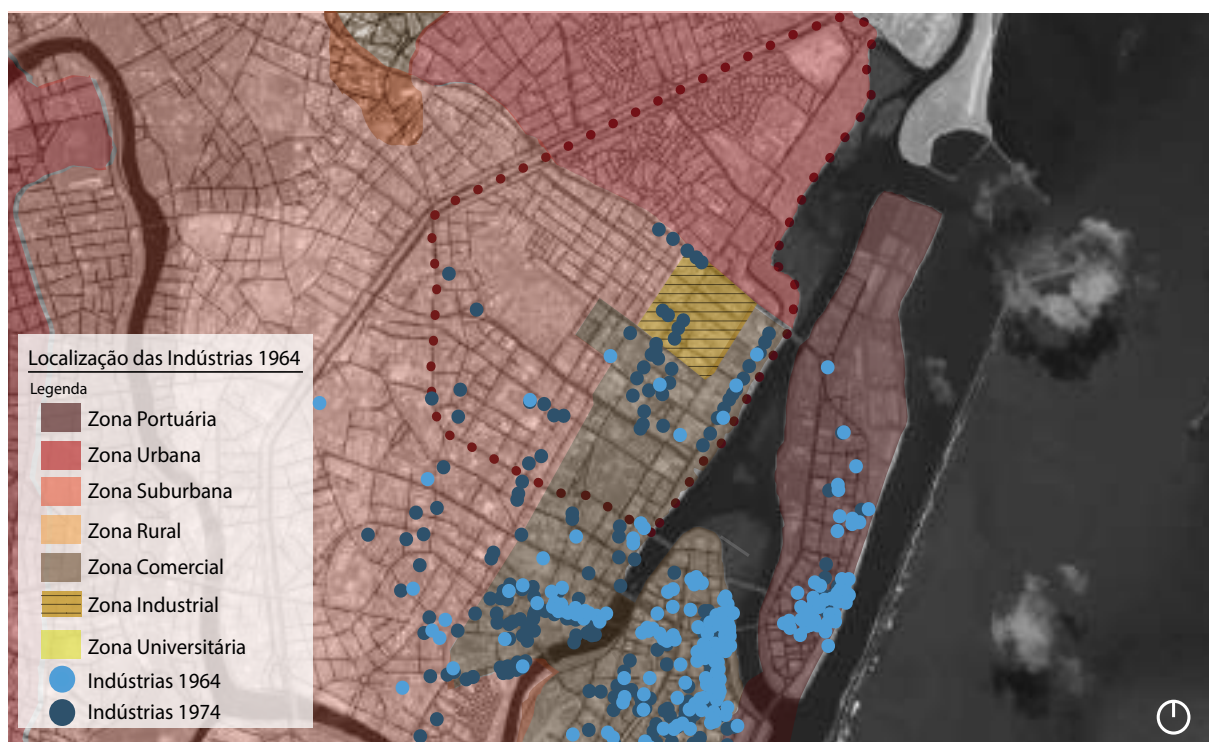 Localização das Indústrias 1964
Legenda
Zona Portuária
Zona Urbana
Zona Suburbana
Zona Rural
Zona Comercial
Zona Industrial
Zona Universitária
Indústrias 1964
Indústrias 1974